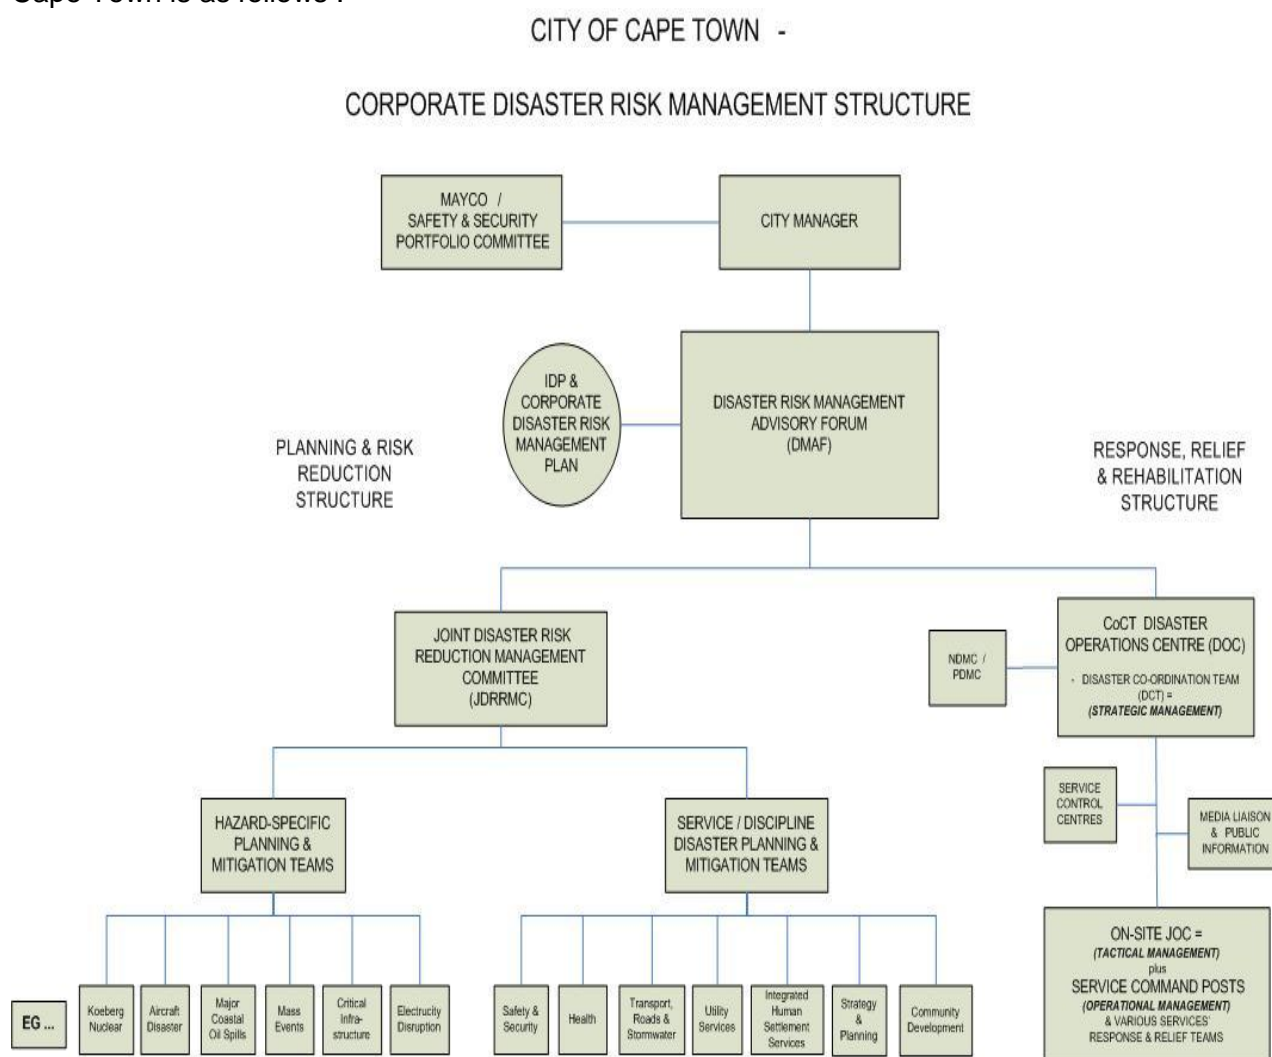 Cape Town is as follows :
CITY OF CAPE TOWN -
CORPORATE DISASTER RISK MANAGEMENT STRUCTURE
MAYCO /
SAFETY & SECURITY
PORTFOLIO COMMITTEE
CITY MANAGER
IDP &
CORPORATE
DISASTER RISK
MANAGEMENT
PLAN
DISASTER RISK MANAGEMENT
ADVISORY FORUM
(DMAF)
PLANNING & RISK
REDUCTION
STRUCTURE
RESPONSE, RELIEF
& REHABILITATION
STRUCTURE
JOINT DISASTER RISK
REDUCTION MANAGEMENT
COMMITTEE
(JDRRMC)
NDMC /
PDMC
CoCT DISASTER
OPERATIONS CENTRE (DOC)
- DISASTER CO-ORDINATION TEAM
(DCT) =
(STRATEGIC MANAGEMENT)
SERVICE
CONTROL
CENTRES
MEDIA LIAISON
& PUBLIC
INFORMATION
HAZARD-SPECIFIC
PLANNING &
MITIGATION TEAMS
SERVICE / DISCIPLINE
DISASTER PLANNING &
MITIGATION TEAMS
ON-SITE JOC =
(TACTICAL MANAGEMENT)
plus
SERVICE COMMAND POSTS
(OPERATIONAL MANAGEMENT)
& VARIOUS SERVICES'
RESPONSE & RELIEF TEAMS
EG ...
Koeberg
Nuclear
Aircraft
Disaster
Major
Coastal
Oil Spills
Mass
Events
Critical
Infra-
structure
Electrucity
Disruption
Safety &
Security
Health
Transport,
Roads &
Stormwater
Utility
Services
Integrated
Human
Settlement
Services
Strategy
&
Planning
Community
Development